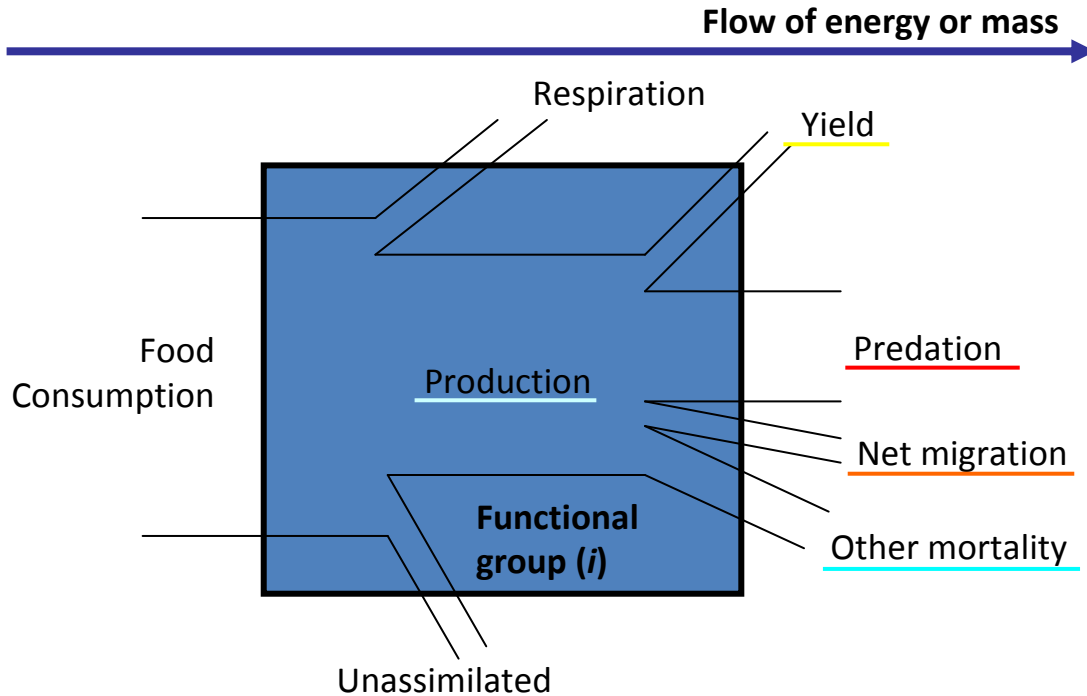 Flow of energy or mass
Respiration
Yield
Food
Consumption
Production
Predation
Net migration
Functional
group (i)
Other mortality
Unassimilated